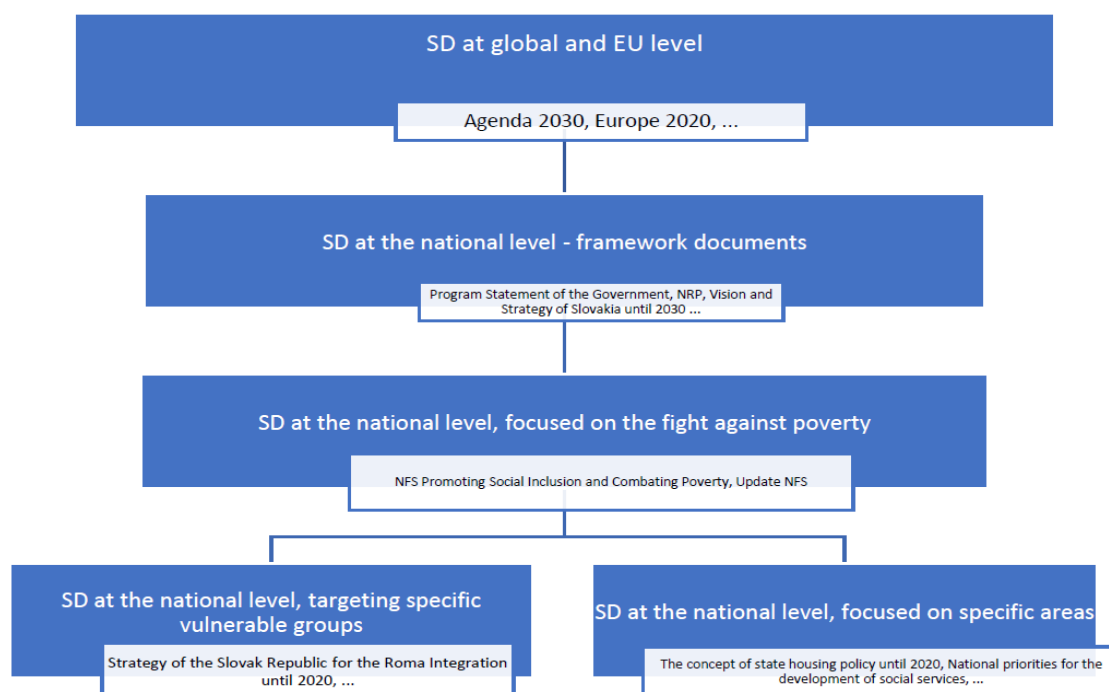 SD at global and EU level
Agenda 2030, Europe 2020, ...
SD at the national level - framework documents
Program Statement of the Government, NRP, Vision and
Strategy of Slovakia until 2030 ...
SD at the national level, focused on the fight against poverty
NFS Promoting Social Inclusion and Combating Poverty, Update NFS
SD at the national level, targeting specific
vulnerable groups
Strategy of the Slovak Republic for the Roma Integration
until 2020, ...
SD at the national level, focused on specific areas
The concept of state housing policy until 2020, National priorities for the
development of social services, ...